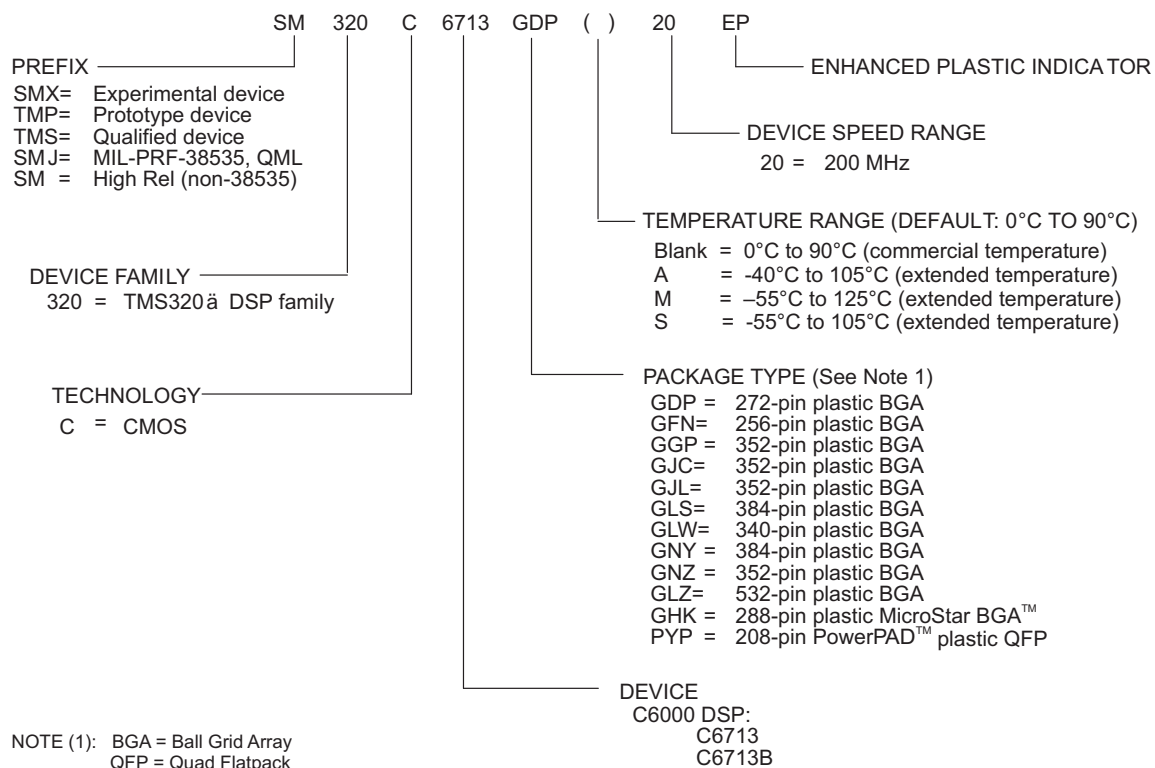 SM 320 C 6713 GDP ( ) 20 EP
PREFIX
SMX= Experimental device
TMP= Prototype device
TMS= Qualified device
SMJ= MIL-PRF-38535, QML
SM = High Rel (non-38535)
ENHANCED PLASTIC INDICATOR
DEVICE SPEED RANGE
20 = 200 MHz
TEMPERATURE RANGE (DEFAULT: 0°C TO 90°C)
Blank = 0°C to 90°C (commercial temperature)
A = -40°C to 105°C (extended temperature)
M = –55°C to 125°C (extended temperature)
S = -55°C to 105°C (extended temperature)
DEVICE FAMILY
320 = TMS320ä DSP family
TECHNOLOGY
C = CMOS
PACKAGE TYPE (See Note 1)
GDP = 272-pin plastic BGA
GFN= 256-pin plastic BGA
GGP = 352-pin plastic BGA
GJC= 352-pin plastic BGA
GJL= 352-pin plastic BGA
GLS= 384-pin plastic BGA
GLW= 340-pin plastic BGA
GNY = 384-pin plastic BGA
GNZ = 352-pin plastic BGA
GLZ= 532-pin plastic BGA
GHK = 288-pin plastic MicroStar BGA™
PYP = 208-pin PowerPAD™ plastic QFP
DEVICE
C6000 DSP:
C6713
C6713B
NOTE (1): BGA = Ball Grid Array
QFP = Quad Flatpack